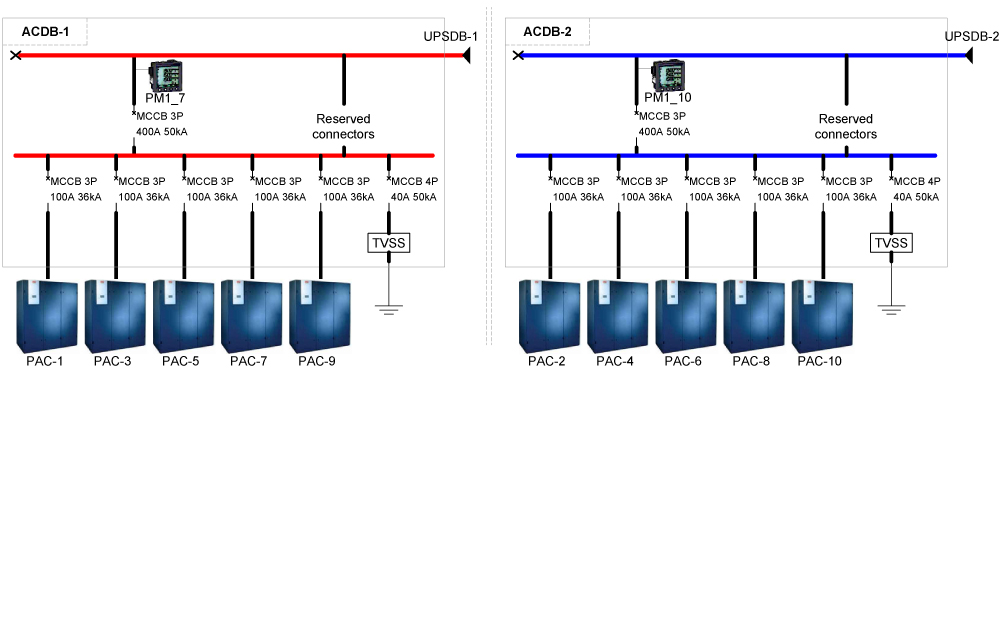 ACDB-1
UPSDB-1
PM1_7
MCCB 3P
400A 50kA
Reserved
connectors
MCCB 3P
100A 36kA
MCCB 3P
100A 36kA
MCCB 3P
100A 36kA
MCCB 3P
100A 36kA
MCCB 3P
100A 36kA
MCCB 4P
40A 50kA
TVSS
PAC-1
PAC-3
PAC-5
PAC-7
PAC-9
ACDB-2
UPSDB-2
PM1_10
MCCB 3P
400A 50kA
Reserved
connectors
MCCB 3P
100A 36kA
MCCB 3P
100A 36kA
MCCB 3P
100A 36kA
MCCB 3P
100A 36kA
MCCB 3P
100A 36kA
MCCB 4P
40A 50kA
TVSS
PAC-2
PAC-4
PAC-6
PAC-8
PAC-10